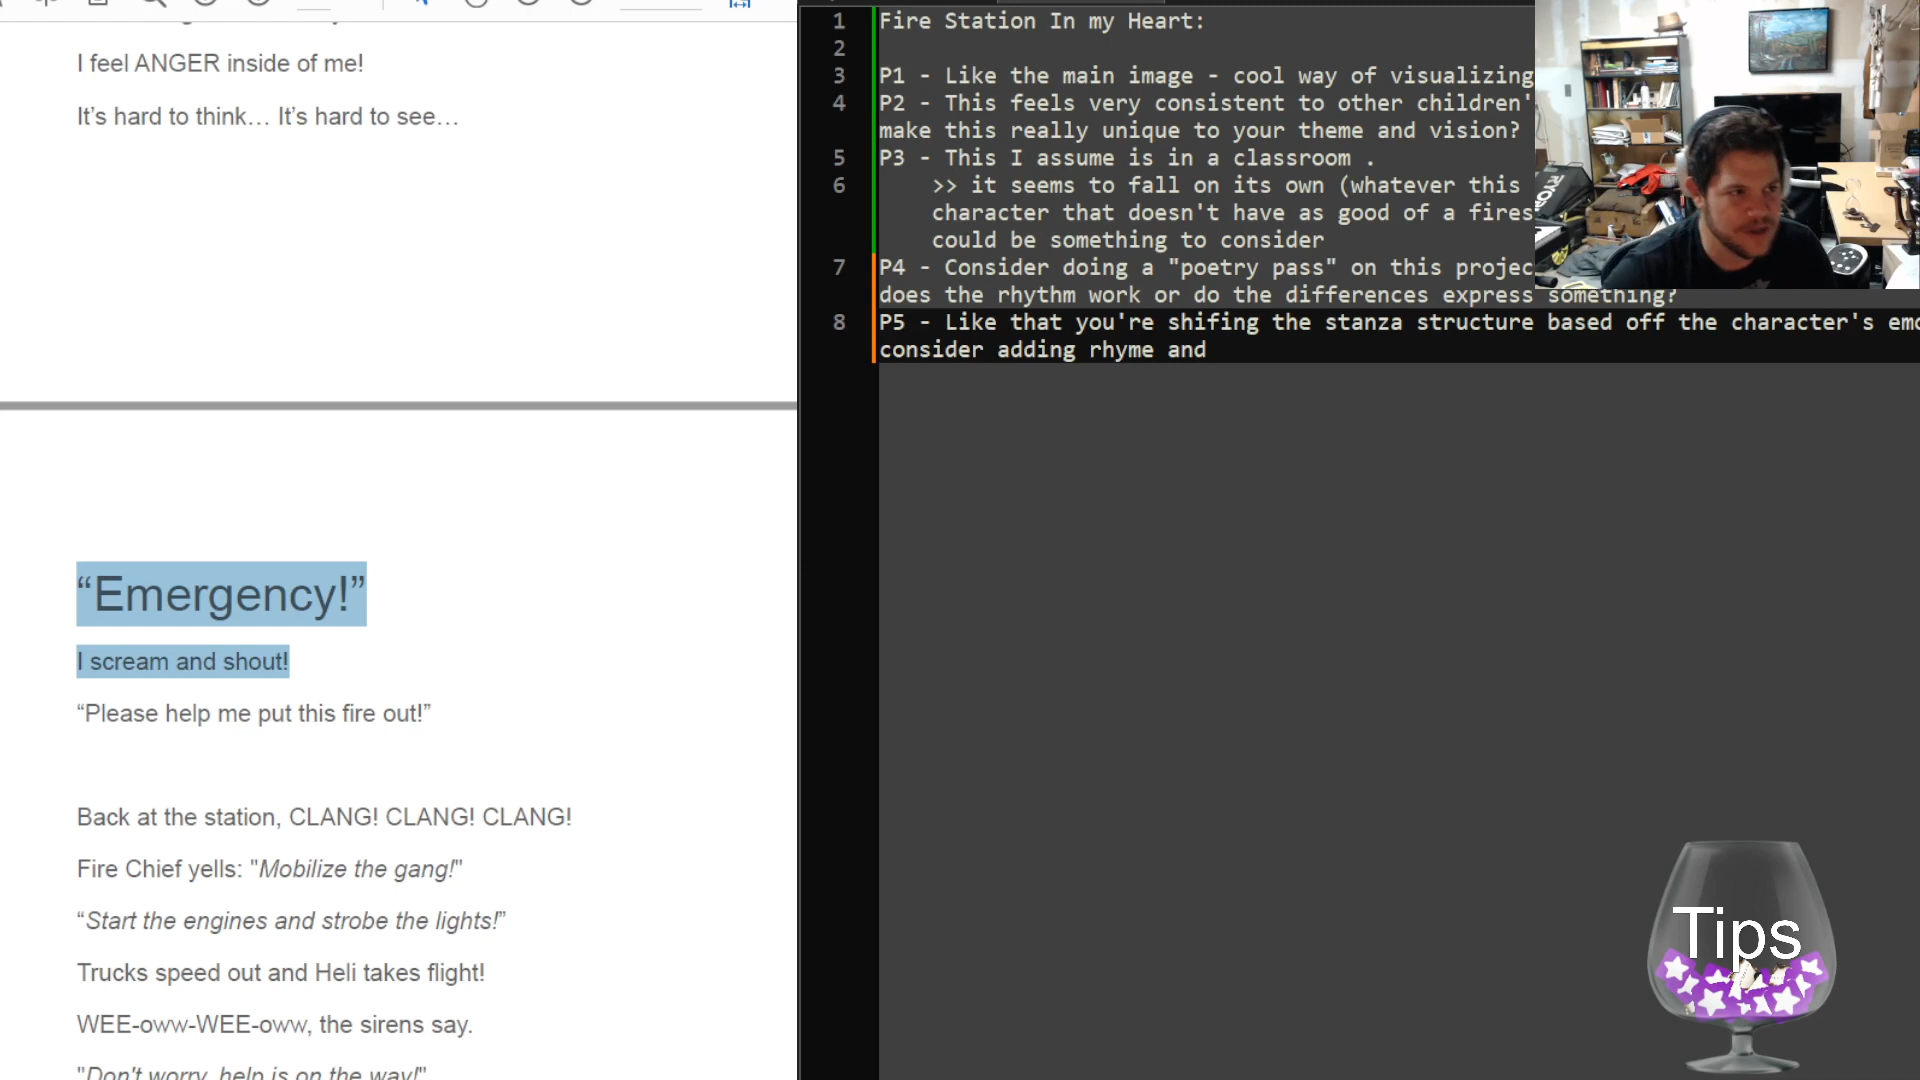 I feel ANGER inside of me!
It’s hard to think… It’s hard to see…
“Emergency!”
I scream and shout!
“Please help me put this fire out!”
Back at the station, CLANG! CLANG! CLANG!
Fire Chief yells: "Mobilize the gang!"
“Start the engines and strobe the lights!”
Trucks speed out and Heli takes flight!
WEE-oww-WEE-oww, the sirens say.
"Don't worry, help is on the way!"
1 Fire Station In my Heart:
2
3 P1 - Like the main image - cool way of visualizing
4 P2 - This feels very consistent to other children'
make this really unique to your theme and vision?
5 P3 - This I assume is in a classroom .
6 >> it seems to fall on its own (whatever this
character that doesn't have as good of a fires
could be something to consider
7 P4 - Consider doing a "poetry pass" on this projec
does the rhythm work or do the differences express something?
8 P5 - Like that you're shifing the stanza structure based off the character's emo
consider adding rhyme and
RYOBI
Tips